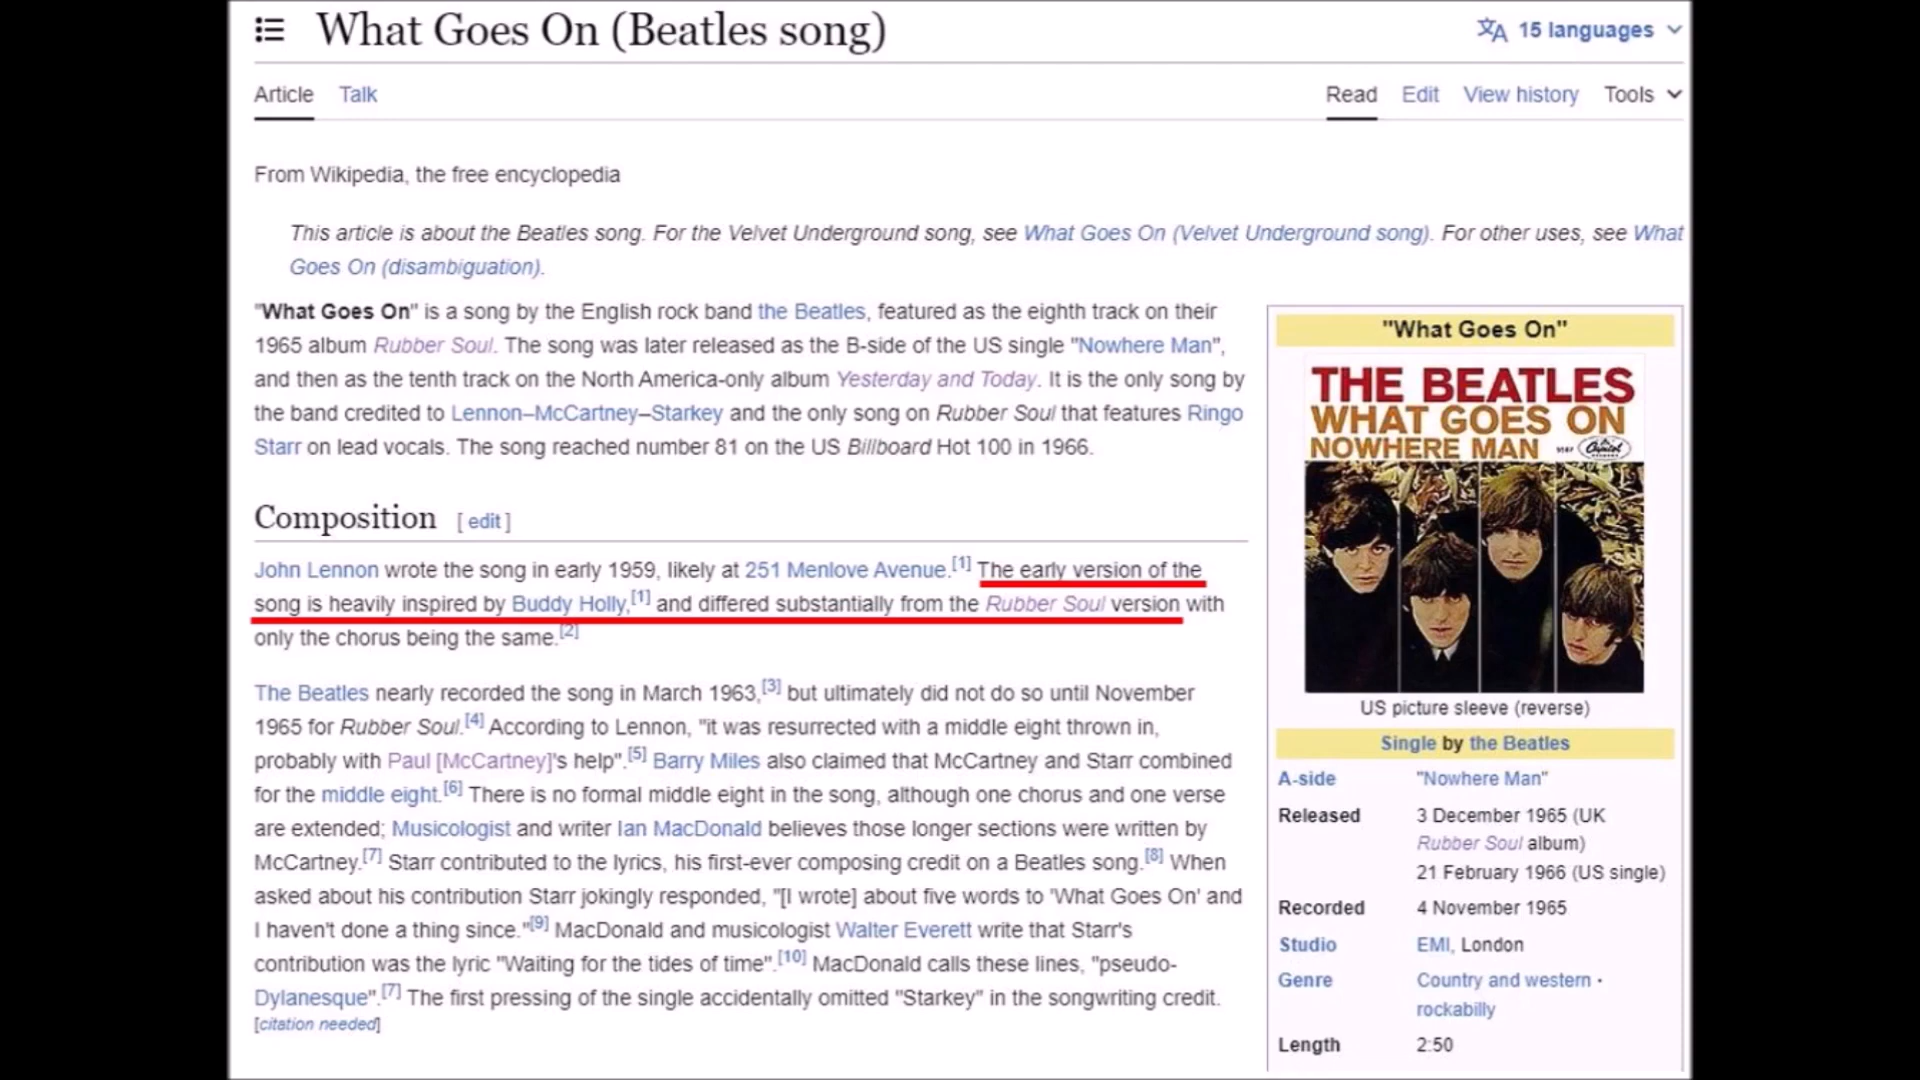 What Goes On (Beatles song)
15 languages
Article Talk
Read Edit View history Tools
From Wikipedia, the free encyclopedia
This article is about the Beatles song. For the Velvet Underground song, see What Goes On (Velvet Underground song). For other uses, see What
Goes On (disambiguation).
"What Goes On" is a song by the English rock band the Beatles, featured as the eighth track on their
1965 album Rubber Soul. The song was later released as the B-side of the US single "Nowhere Man",
and then as the tenth track on the North America-only album Yesterday and Today. It is the only song by
the band credited to Lennon–McCartney–Starkey and the only song on Rubber Soul that features Ringo
Starr on lead vocals. The song reached number 81 on the US Billboard Hot 100 in 1966.
Composition [ edit ]
John Lennon wrote the song in early 1959, likely at 251 Menlove Avenue.[1] The early version of the
song is heavily inspired by Buddy Holly,[1] and differed substantially from the Rubber Soul version with
only the chorus being the same.[2]
The Beatles nearly recorded the song in March 1963,[3] but ultimately did not do so until November
1965 for Rubber Soul.[4] According to Lennon, "it was resurrected with a middle eight thrown in,
probably with Paul [McCartney]'s help".[5] Barry Miles also claimed that McCartney and Starr combined
for the middle eight.[6] There is no formal middle eight in the song, although one chorus and one verse
are extended; Musicologist and writer Ian MacDonald believes those longer sections were written by
McCartney.[7] Starr contributed to the lyrics, his first-ever composing credit on a Beatles song.[8] When
asked about his contribution Starr jokingly responded, "[I wrote] about five words to 'What Goes On' and
I haven't done a thing since."[9] MacDonald and musicologist Walter Everett write that Starr's
contribution was the lyric "Waiting for the tides of time".[10] MacDonald calls these lines, "pseudo-
Dylanesque".[7] The first pressing of the single accidentally omitted "Starkey" in the songwriting credit.
[citation needed]
"What Goes On"
THE BEATLES
WHAT GOES ON
NOWHERE MAN
Capitol
US picture sleeve (reverse)
Single by the Beatles
A-side "Nowhere Man"
Released 3 December 1965 (UK
Rubber Soul album)
21 February 1966 (US single)
Recorded 4 November 1965
Studio EMI, London
Genre Country and western ·
rockabilly
Length 2:50